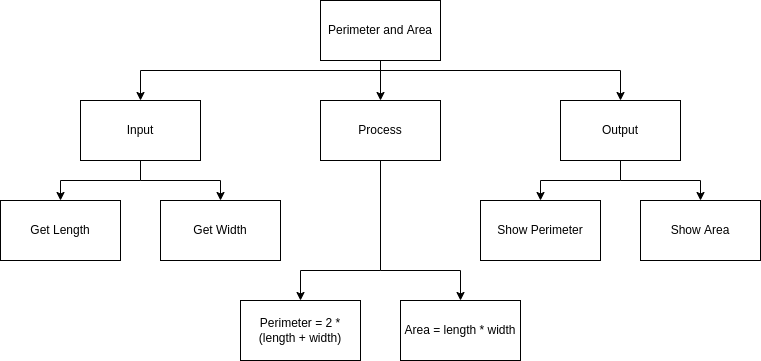 Perimeter and Area
Input
Process
Output
Get Length
Get Width
Show Perimeter
Show Area
Perimeter = 2 *
(length + width)
Area = length * width